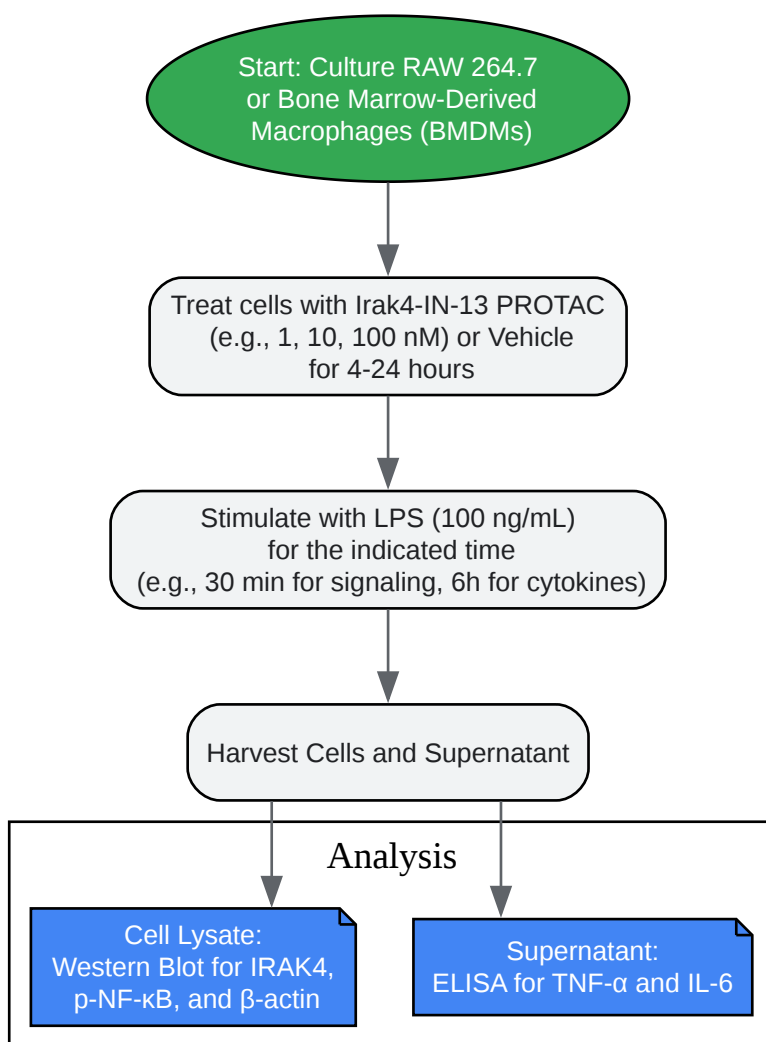 Start: Culture RAW 264.7
or Bone Marrow-Derived
Macrophages (BMDMs)
Treat cells with Irak4-IN-13 PROTAC
(e.g., 1, 10, 100 nM) or Vehicle
for 4-24 hours
Stimulate with LPS (100 ng/mL)
for the indicated time
(e.g., 30 min for signaling, 6h for cytokines)
Harvest Cells and Supernatant
Analysis
Cell Lysate:
Western Blot for IRAK4,
p-NF-κB, and β-actin
Supernatant:
ELISA for TNF-α and IL-6